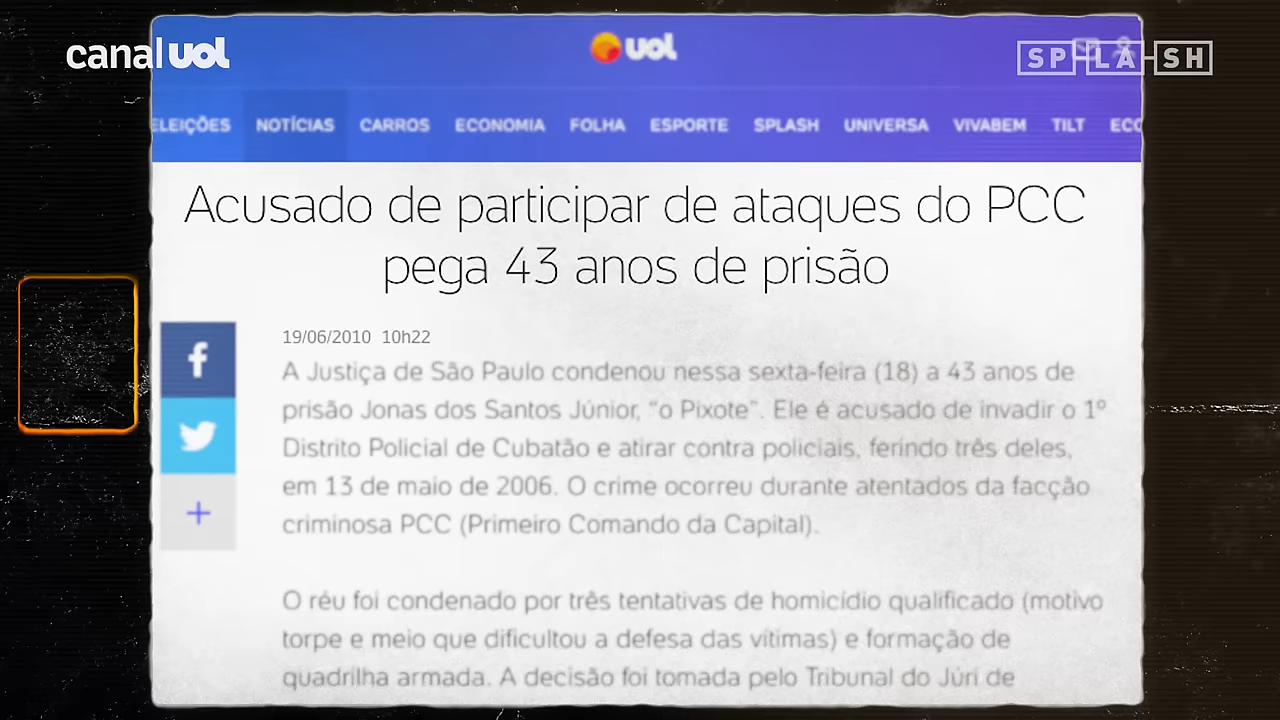 canal uol
uol
SPLASH
ELEIÇÕES NOTÍCIAS CARROS ECONOMIA FOLHA ESPORTE SPLASH UNIVERSA VIVABEM TILT ECO
Acusado de participar de ataques do PCC
pega 43 anos de prisão
19/06/2010 10h22
A Justiça de São Paulo condenou nessa sexta-feira (18) a 43 anos de
prisão Jonas dos Santos Júnior, “o Pixote”. Ele é acusado de invadir o 1º
Distrito Policial de Cubatão e atirar contra policiais, ferindo três deles,
em 13 de maio de 2006. O crime ocorreu durante atentados da facção
criminosa PCC (Primeiro Comando da Capital).
O réu foi condenado por três tentativas de homicídio qualificado (motivo
torpe e meio que dificultou a defesa das vítimas) e formação de
quadrilha armada. A decisão foi tomada pelo Tribunal do Júri de